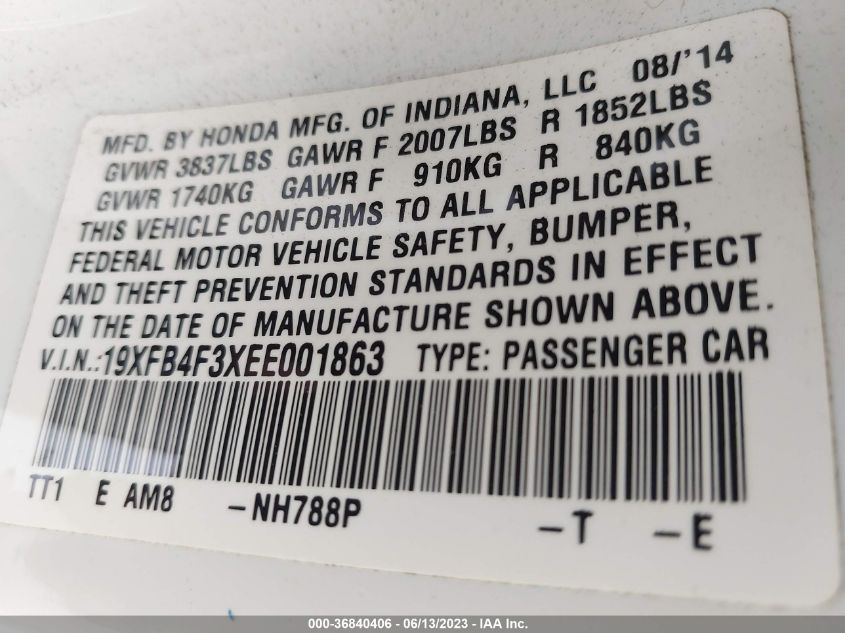 MFD. BY HONDA MFG. OF INDIANA, LLC 08/'14
GVWR 3837LBS GAWR F 2007LBS R 1852LBS
GVWR 1740KG GAWR F 910KG R 840KG
THIS VEHICLE CONFORMS TO ALL APPLICABLE
FEDERAL MOTOR VEHICLE SAFETY, BUMPER,
AND THEFT PREVENTION STANDARDS IN EFFECT
ON THE DATE OF MANUFACTURE SHOWN ABOVE.
V.I.N.:19XFB4F3XEE001863 TYPE: PASSENGER CAR
TT1 E AM8 -NH788P -T -E
000-36840406 - 06/13/2023 - IAA Inc.